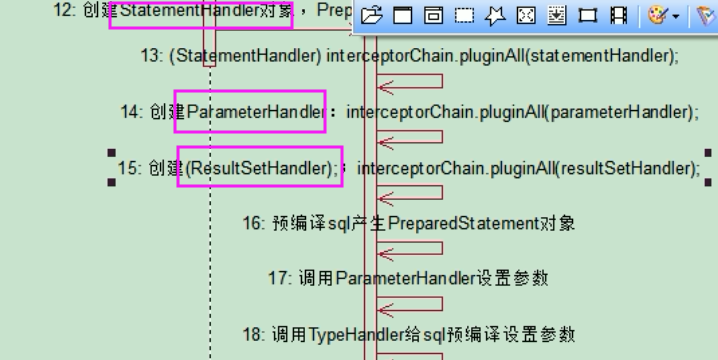 12: 创建StatementHandler对象，Prep
13: (StatementHandler) interceptorChain.pluginAll(statementHandler);
14: 创建ParameterHandler：interceptorChain.pluginAll(parameterHandler);
15: 创建(ResultSetHandler);：interceptorChain.pluginAll(resultSetHandler);
16: 预编译sql产生PreparedStatement对象
17: 调用ParameterHandler设置参数
18: 调用TypeHandler给sql预编译设置参数